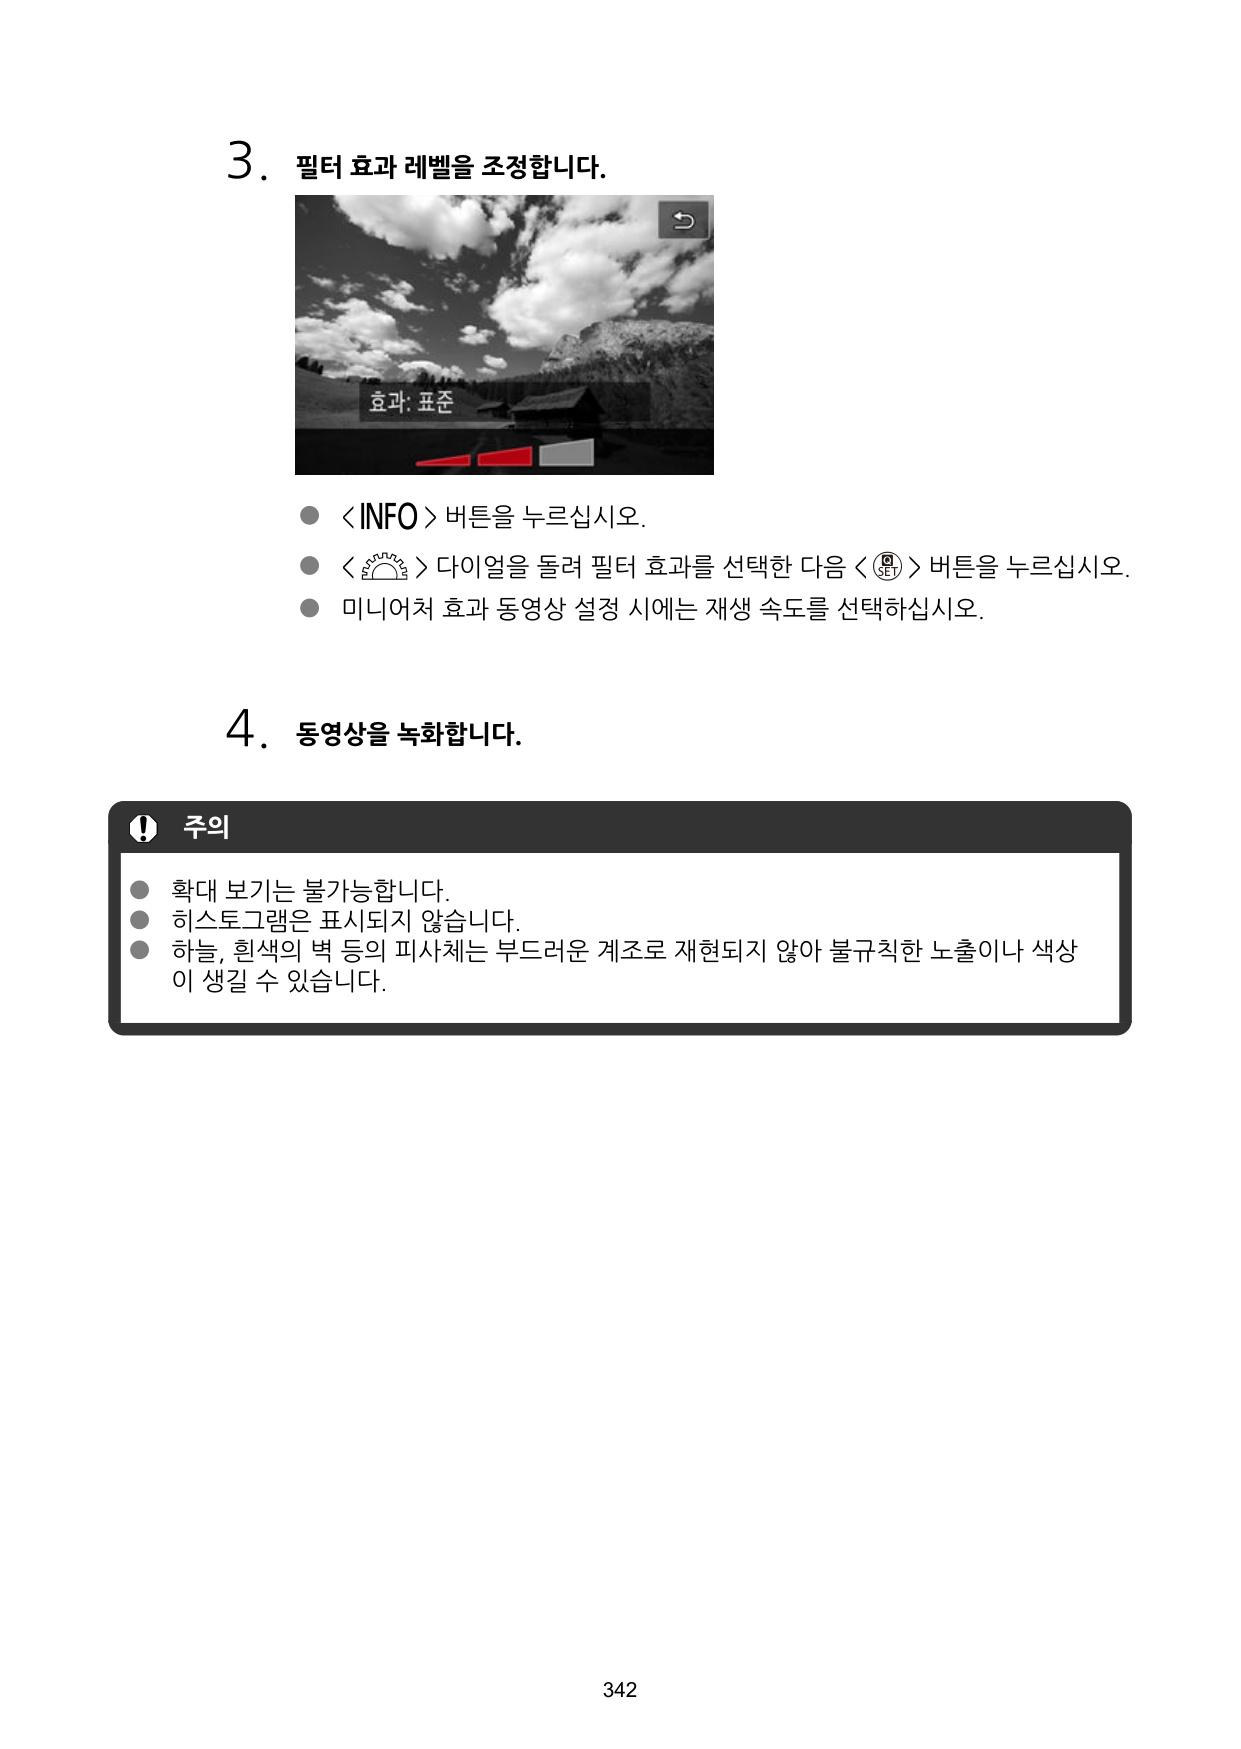 3. 필터 효과 레벨을 조정합니다.
효과: 표준
● <INFO> 버튼을 누르십시오.
● < > 다이얼을 돌려 필터 효과를 선택한 다음 <Q SET> 버튼을 누르십시오.
● 미니어처 효과 동영상 설정 시에는 재생 속도를 선택하십시오.
4. 동영상을 녹화합니다.
주의
● 확대 보기는 불가능합니다.
● 히스토그램은 표시되지 않습니다.
● 하늘, 흰색의 벽 등의 피사체는 부드러운 계조로 재현되지 않아 불규칙한 노출이나 색상
이 생길 수 있습니다.
342